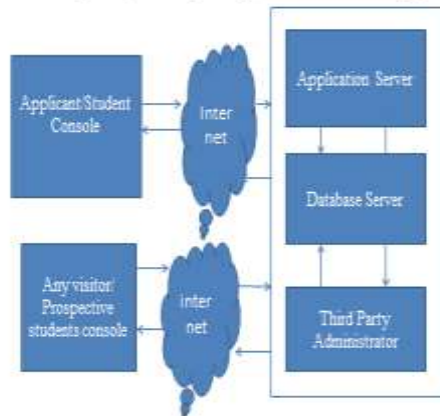 Applicant/Student
Console
Inter
net
Application Server
Database Server
Any visitor/
Prospective
students console
inter
net
Third Party
Administrator